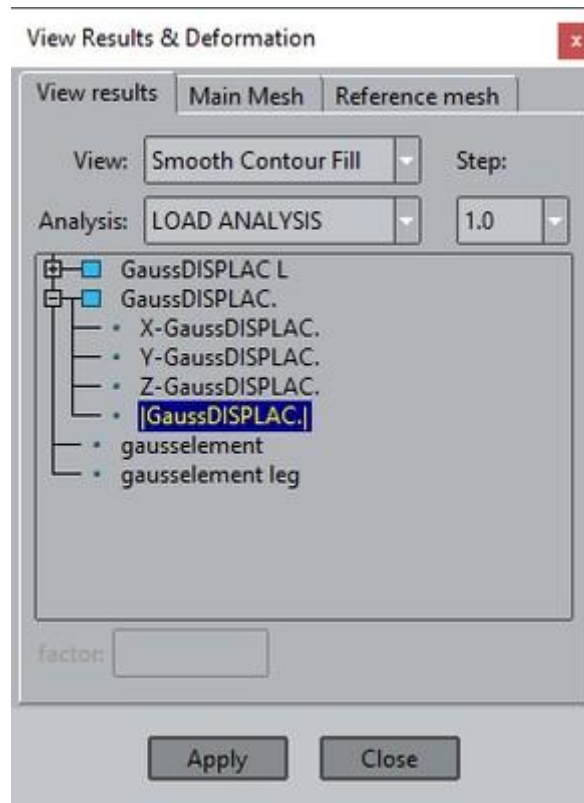 View Results & Deformation x
View results Main Mesh Reference mesh
View: Smooth Contour Fill Step:
Analysis: LOAD ANALYSIS 1.0
GaussDISPLAC L
GaussDISPLAC.
X-GaussDISPLAC.
Y-GaussDISPLAC.
Z-GaussDISPLAC.
|GaussDISPLAC.|
gausselement
gausselement leg
factor:
Apply Close